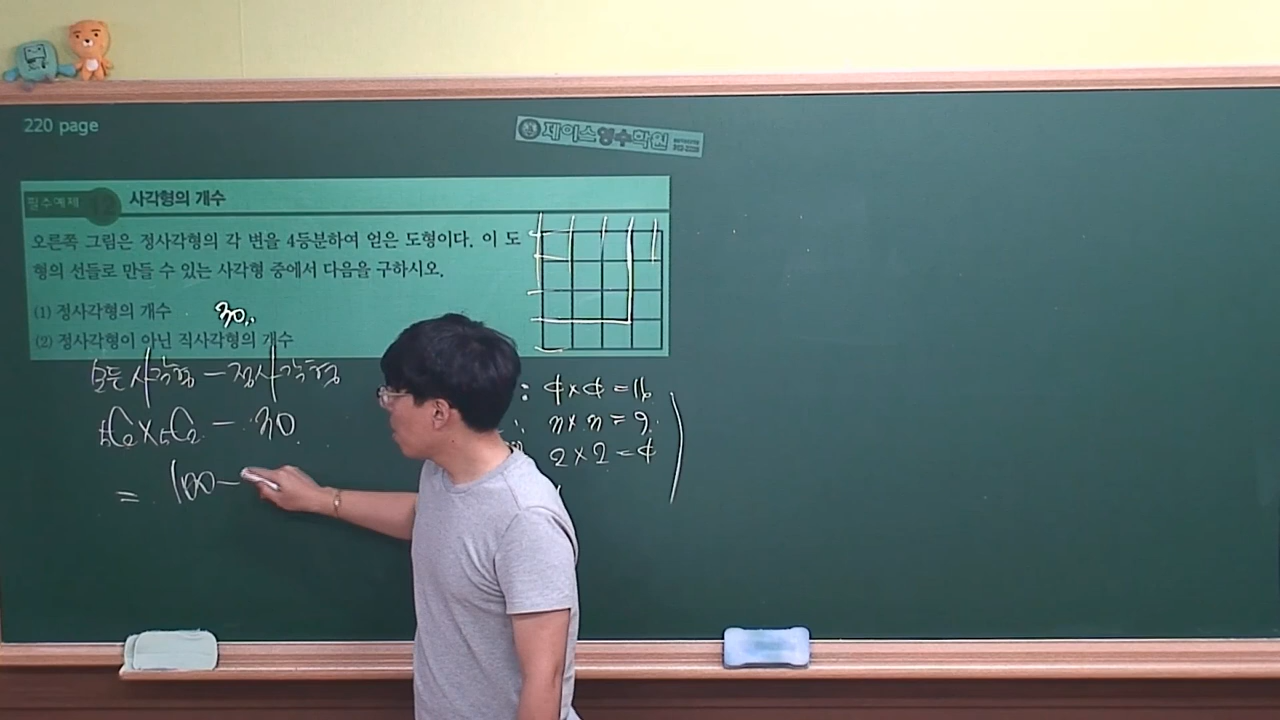 220 page
제이스영수학원
필수예제 12 사각형의 개수
오른쪽 그림은 정사각형의 각 변을 4등분하여 얻은 도형이다. 이 도
형의 선들로 만들 수 있는 사각형 중에서 다음을 구하시오.
(1) 정사각형의 개수
30
(2) 정사각형이 아닌 직사각형의 개수
모든 사각형 - 정사각형
₅C₂ × ₅C₂ - 30
= 100 -
: 4 × 4 = 16
3 × 3 = 9
2 × 2 = 4